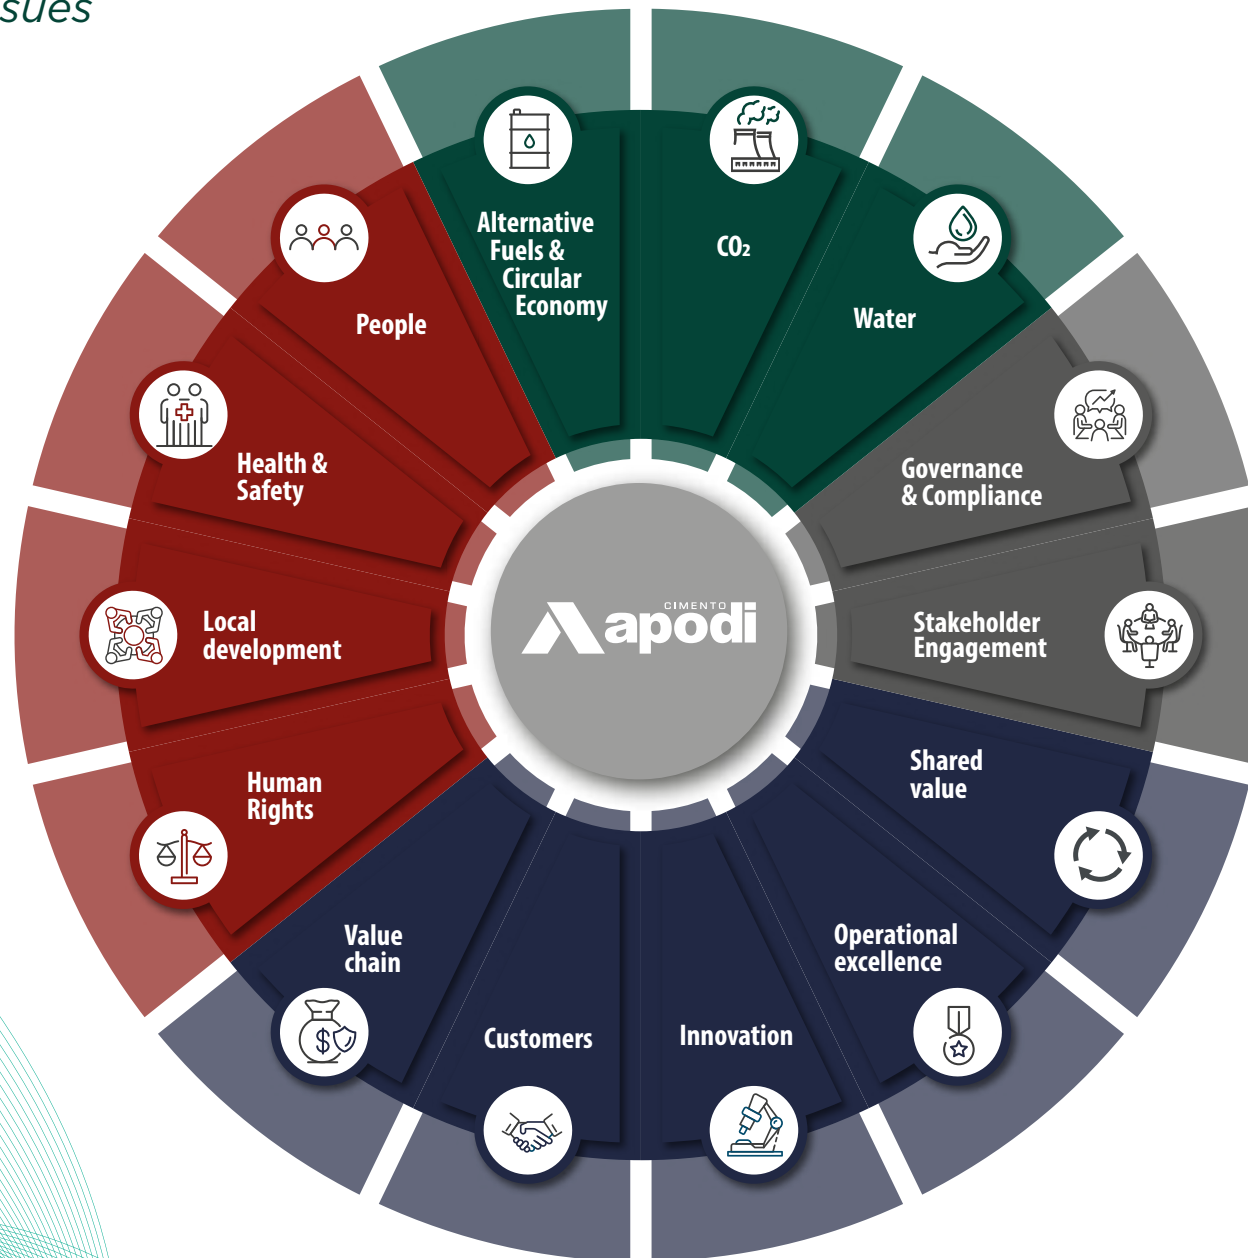 sues
Alternative
Fuels &
Circular
Economy
CO₂
Water
Governance
& Compliance
Stakeholder
Engagement
Shared
value
Operational
excellence
Innovation
Customers
Value
chain
Human
Rights
Local
development
Health &
Safety
People
CIMENTO
apodi
$